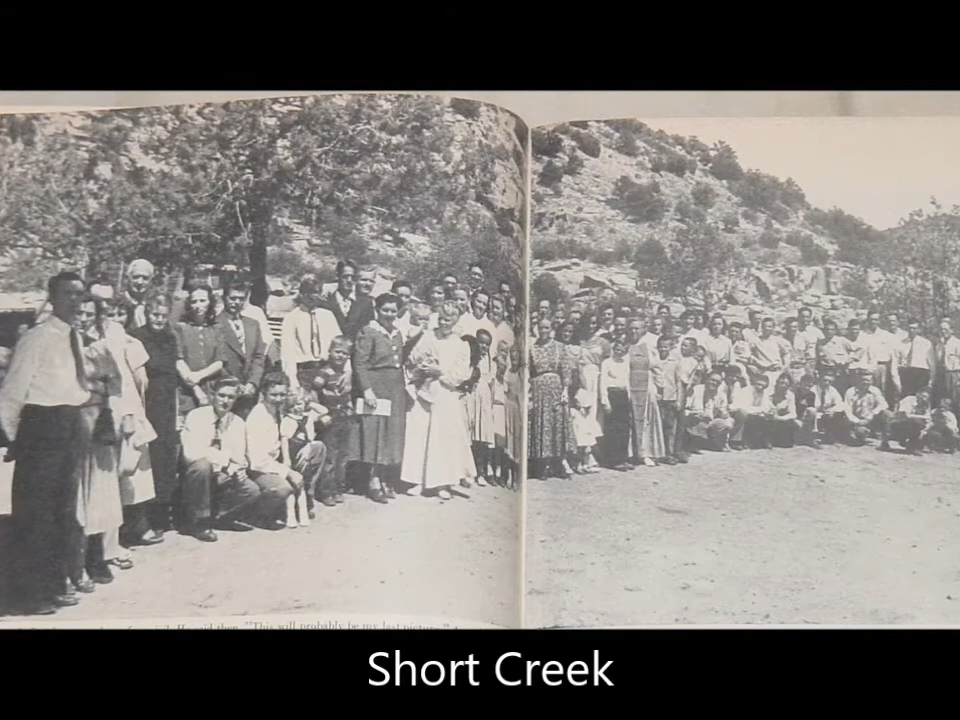 He said then, "This will probably be my last picture."
Short Creek